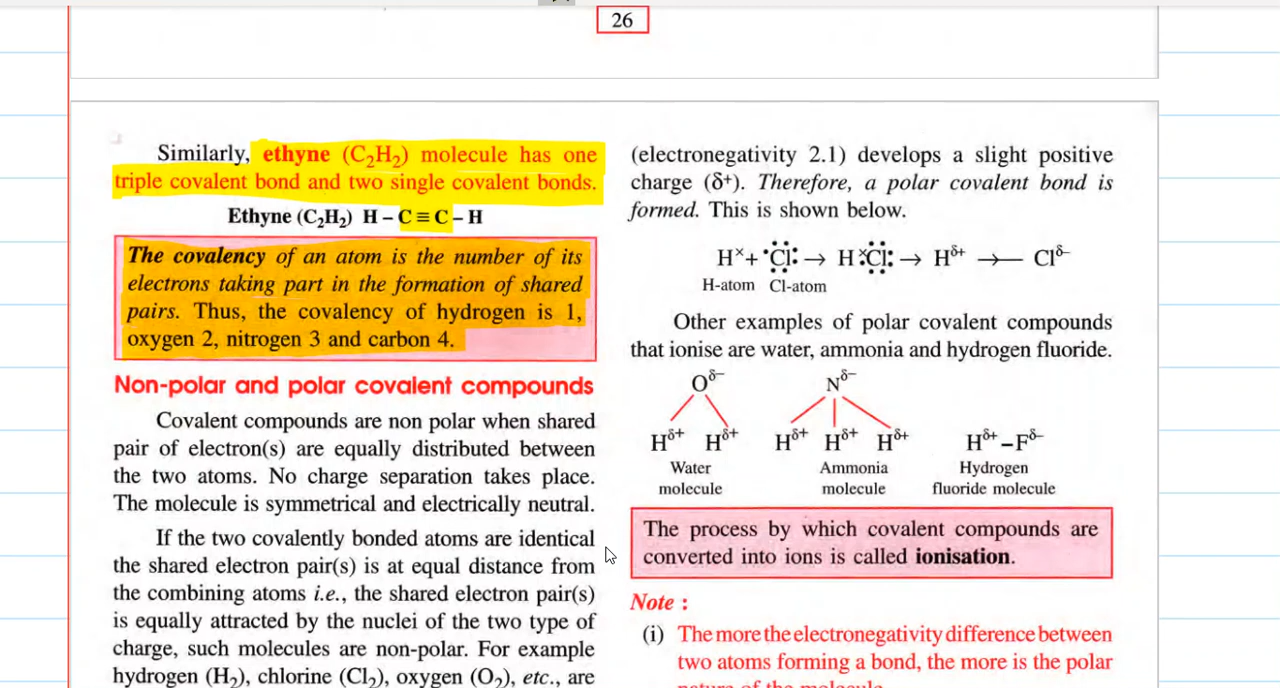 26
Similarly, ethyne (C₂H₂) molecule has one
triple covalent bond and two single covalent bonds.
Ethyne (C₂H₂) H – C ≡ C – H
The covalency of an atom is the number of its
electrons taking part in the formation of shared
pairs. Thus, the covalency of hydrogen is 1,
oxygen 2, nitrogen 3 and carbon 4.
Non-polar and polar covalent compounds
Covalent compounds are non polar when shared
pair of electron(s) are equally distributed between
the two atoms. No charge separation takes place.
The molecule is symmetrical and electrically neutral.
If the two covalently bonded atoms are identical
the shared electron pair(s) is at equal distance from
the combining atoms i.e., the shared electron pair(s)
is equally attracted by the nuclei of the two type of
charge, such molecules are non-polar. For example
hydrogen (H₂), chlorine (Cl₂), oxygen (O₂), etc., are
(electronegativity 2.1) develops a slight positive
charge (δ⁺). Therefore, a polar covalent bond is
formed. This is shown below.
Hˣ + •Cl: → H ˣCl: → Hδ+ →— Clδ–
H-atom Cl-atom
Other examples of polar covalent compounds
that ionise are water, ammonia and hydrogen fluoride.
Oδ– Nδ–
Hδ+ Hδ+ Hδ+ Hδ+ Hδ+ Hδ+ – Fδ–
Water Ammonia Hydrogen
molecule molecule fluoride molecule
The process by which covalent compounds are
converted into ions is called ionisation.
Note :
(i) The more the electronegativity difference between
two atoms forming a bond, the more is the polar
nature of the molecule.